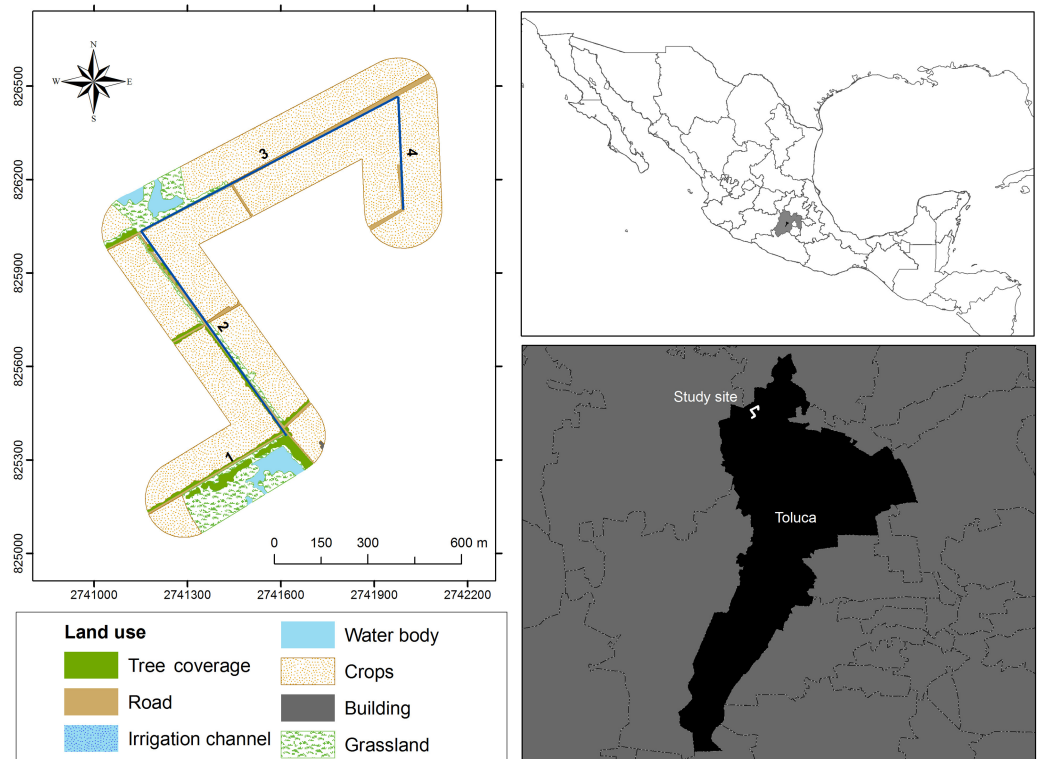 N
W E
S
826500
826200
825900
825600
825300
825000
3
4
2
1
0 150 300 600 m
2741000 2741300 2741600 2741900 2742200
Land use
Tree coverage
Road
Irrigation channel
Water body
Crops
Building
Grassland
Study site
Toluca